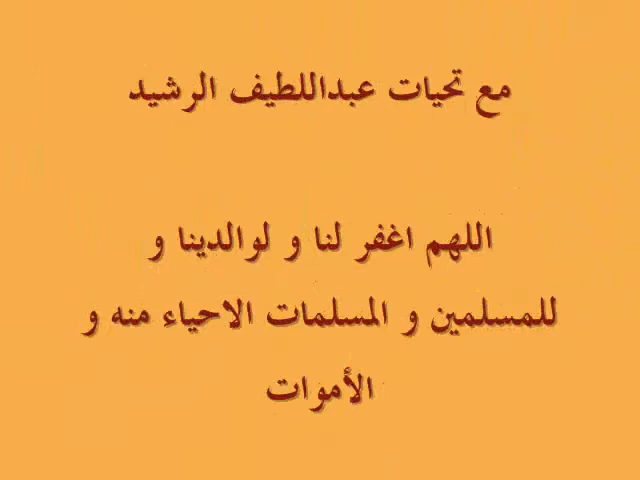 مع تحيات عبداللطيف الرشيد
اللهم اغفر لنا و لوالدينا و
للمسلمين و المسلمات الاحياء منه و
الأموات